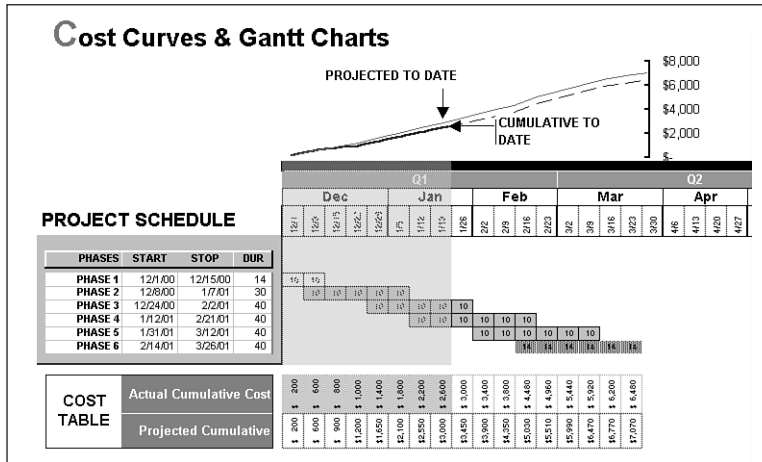 Cost Curves & Gantt Charts
PROJECTED TO DATE
CUMULATIVE TO
DATE
$8,000
$6,000
$4,000
$2,000
$-
Q1 Q2
Dec Jan Feb Mar Apr
PROJECT SCHEDULE
12/1 1/5 1/12 1/26 2/2 2/9 2/16 2/23 3/2 3/9 3/16 3/23 3/30 4/6 4/13 4/20 4/27
PHASES START STOP DUR
PHASE 1 12/1/00 12/15/00 14 10 10
PHASE 2 12/8/00 1/7/01 30 10 10 10 10 10
PHASE 3 12/24/00 2/2/01 40 10 10 10 10 10
PHASE 4 1/12/01 2/21/01 40 10 10 10 10 10 10
PHASE 5 1/31/01 3/12/01 40 10 10 10 10 10 10
PHASE 6 2/14/01 3/26/01 40 14 14 14 14 14 14
COST
TABLE
Actual Cumulative Cost $ 200 $ 600 $ 800 $ 1,000 $ 1,400 $ 1,800 $ 2,200 $ 2,600 $ 3,000 $ 3,400 $ 3,800 $ 4,480 $ 4,960 $ 5,440 $ 5,920 $ 6,200 $ 6,480
Projected Cumulative $ 200 $ 600 $ 900 $1,200 $1,650 $2,100 $2,550 $3,000 $3,450 $3,900 $4,350 $5,030 $5,510 $5,990 $6,470 $6,770 $7,070